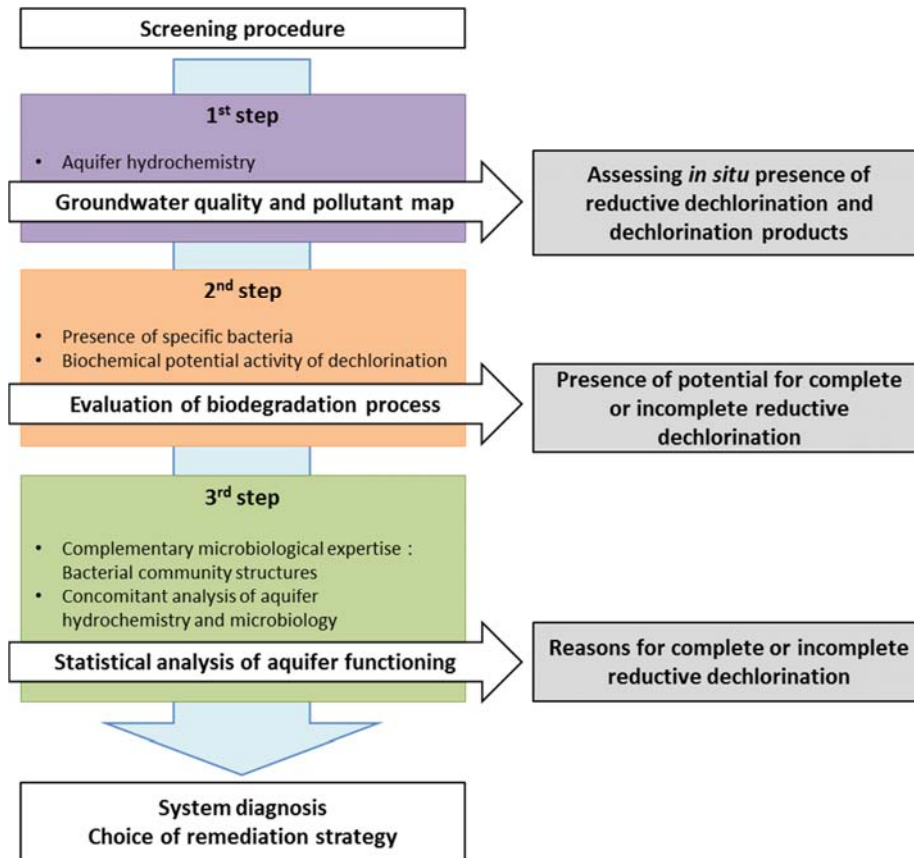 Screening procedure
1st step
• Aquifer hydrochemistry
Groundwater quality and pollutant map
Assessing in situ presence of
reductive dechlorination and
dechlorination products
2nd step
• Presence of specific bacteria
• Biochemical potential activity of dechlorination
Evaluation of biodegradation process
Presence of potential for complete
or incomplete reductive
dechlorination
3rd step
• Complementary microbiological expertise :
Bacterial community structures
• Concomitant analysis of aquifer
hydrochemistry and microbiology
Statistical analysis of aquifer functioning
Reasons for complete or incomplete
reductive dechlorination
System diagnosis
Choice of remediation strategy